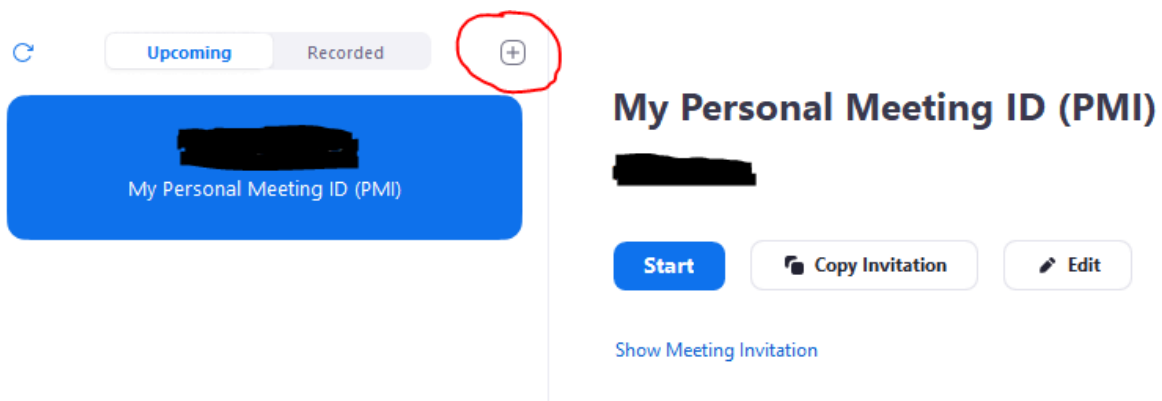 Upcoming Recorded
My Personal Meeting ID (PMI)
My Personal Meeting ID (PMI)
Start Copy Invitation Edit
Show Meeting Invitation